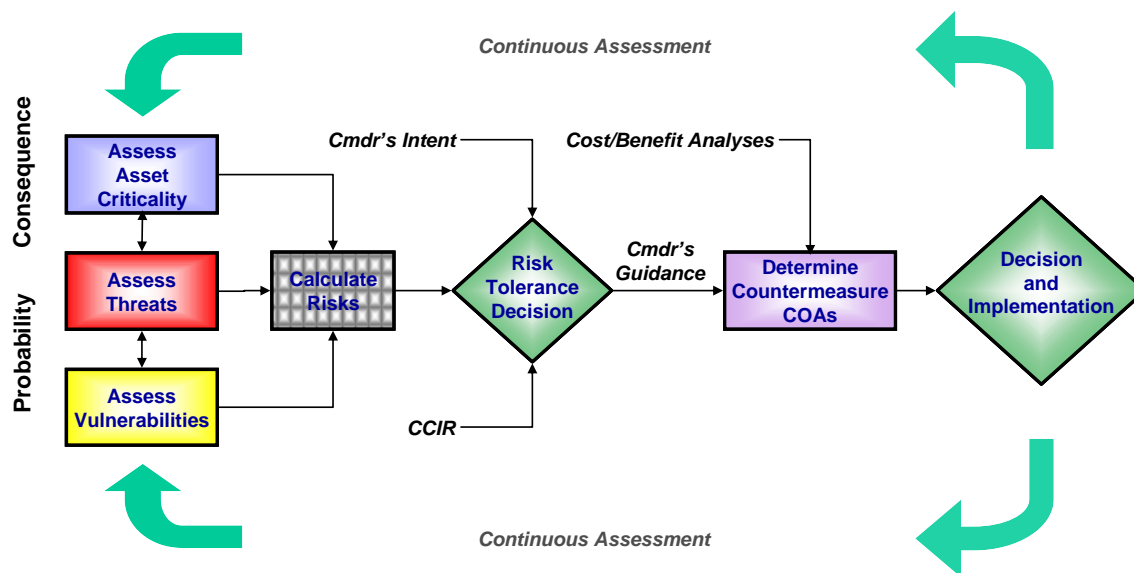 Continuous Assessment
Consequence
Probability
Assess
Asset
Criticality
Assess
Threats
Assess
Vulnerabilities
Calculate
Risks
Cmdr's Intent
Risk
Tolerance
Decision
CCIR
Cmdr's
Guidance
Cost/Benefit Analyses
Determine
Countermeasure
COAs
Decision
and
Implementation
Continuous Assessment